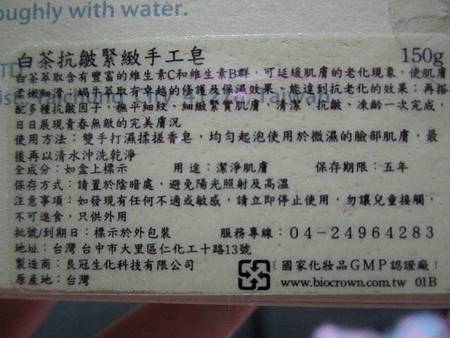 oughly with water.
白茶抗皺緊緻手工皂 150g
白茶萃取含有豐富的維生素C和維生素B群，可延緩肌膚的老化現象，使肌膚
柔嫩細滑；蝸牛萃取有卓越的修護及保濕效果，能達到抗老化的效果；再搭
配多種抗皺因子，撫平細紋，細緻緊實肌膚，清潔、抗皺、凍齡一次完成，
日日展現青春無敵的完美膚況
使用方法：雙手打濕揉搓香皂，均勻起泡使用於微濕的臉部肌膚，最
後再以清水沖洗乾淨
全成分：如盒上標示 用途：潔淨肌膚 保存期限：五年
保存方式：請置於陰暗處，避免陽光照射及高溫
注意事項：如發現有任何不適或敏感，請立即停止使用，勿讓兒童接觸，
不可進食，只供外用
批號/到期日：標示於外包裝 服務專線：04-24964283
地址：台灣 台中市大里區仁化工十路13號
製造商：良冠生化科技有限公司 〔國家化妝品GMP認證廠〕
原產地：台灣 www.biocrown.com.tw 01B